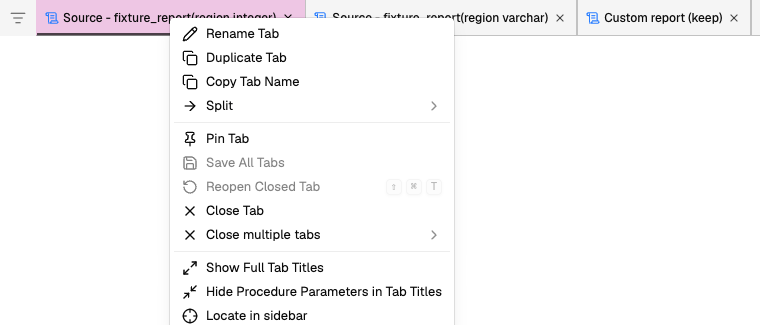 Source - fixture_report(region integer)
Source - fixture_report(region varchar)
Custom report (keep)
Rename Tab
Duplicate Tab
Copy Tab Name
Split
Pin Tab
Save All Tabs
Reopen Closed Tab ⇧ ⌘ T
Close Tab
Close multiple tabs
Show Full Tab Titles
Hide Procedure Parameters in Tab Titles
Locate in sidebar